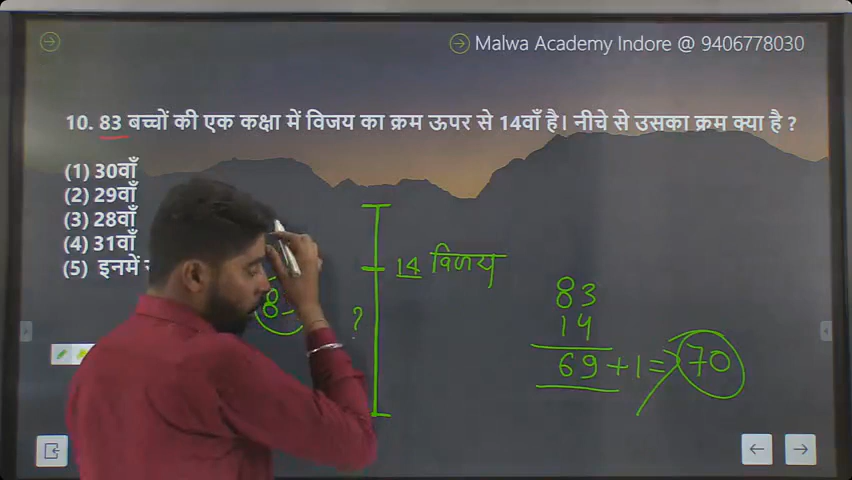 Malwa Academy Indore @ 9406778030
10. 83 बच्चों की एक कक्षा में विजय का क्रम ऊपर से 14वाँ है। नीचे से उसका क्रम क्या है ?
(1) 30वाँ
(2) 29वाँ
(3) 28वाँ
(4) 31वाँ
(5) इनमें
14 विजय
?
83
14
69 + 1 = 70